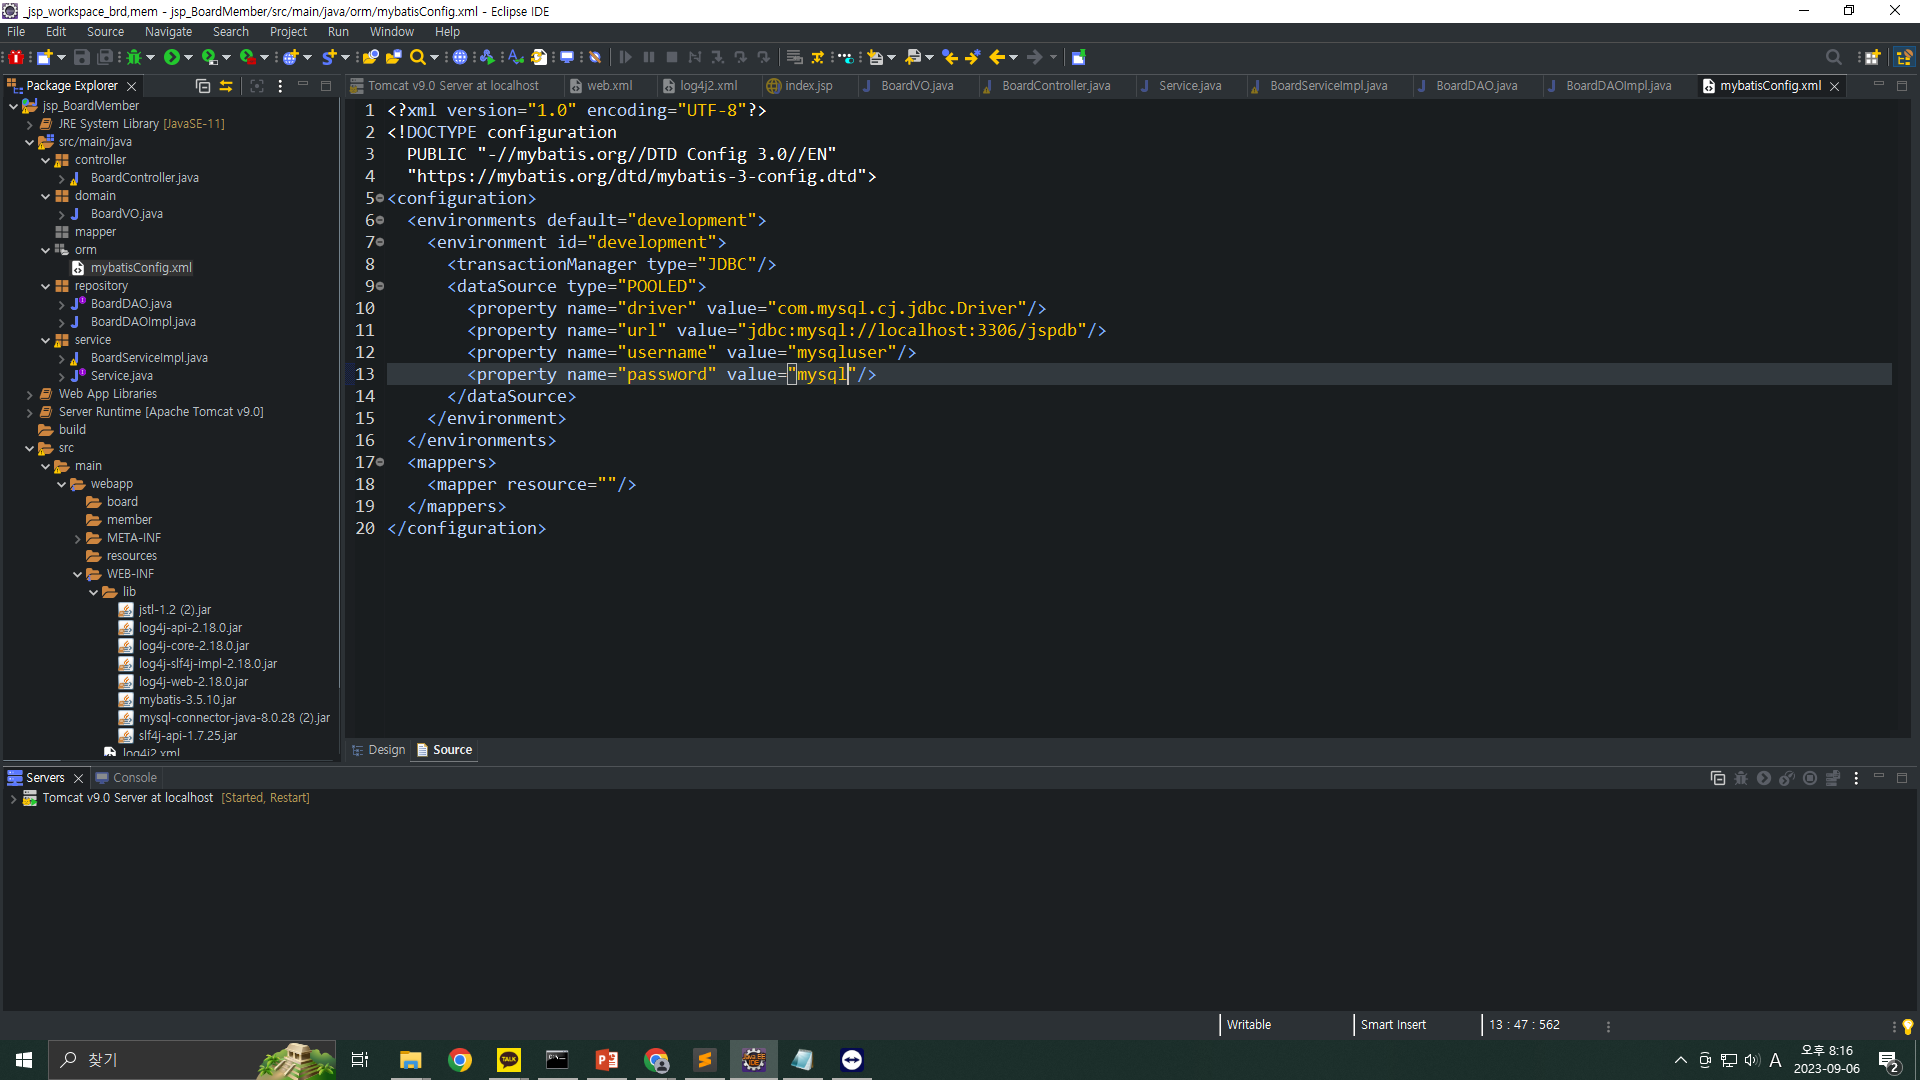 _jsp_workspace_brd,mem - jsp_BoardMember/src/main/java/orm/mybatisConfig.xml - Eclipse IDE
File Edit Source Navigate Search Project Run Window Help
Package Explorer
jsp_BoardMember
JRE System Library [JavaSE-11]
src/main/java
controller
BoardController.java
domain
BoardVO.java
mapper
orm
mybatisConfig.xml
repository
BoardDAO.java
BoardDAOImpl.java
service
BoardServiceImpl.java
Service.java
Web App Libraries
Server Runtime [Apache Tomcat v9.0]
build
src
main
webapp
board
member
META-INF
resources
WEB-INF
lib
jstl-1.2 (2).jar
log4j-api-2.18.0.jar
log4j-core-2.18.0.jar
log4j-slf4j-impl-2.18.0.jar
log4j-web-2.18.0.jar
mybatis-3.5.10.jar
mysql-connector-java-8.0.28 (2).jar
slf4j-api-1.7.25.jar
log4j2.xml
Tomcat v9.0 Server at localhost web.xml log4j2.xml index.jsp BoardVO.java BoardController.java Service.java BoardServiceImpl.java BoardDAO.java BoardDAOImpl.java mybatisConfig.xml
1 <?xml version="1.0" encoding="UTF-8"?>
2 <!DOCTYPE configuration
3 PUBLIC "-//mybatis.org//DTD Config 3.0//EN"
4 "https://mybatis.org/dtd/mybatis-3-config.dtd">
5 <configuration>
6 <environments default="development">
7 <environment id="development">
8 <transactionManager type="JDBC"/>
9 <dataSource type="POOLED">
10 <property name="driver" value="com.mysql.cj.jdbc.Driver"/>
11 <property name="url" value="jdbc:mysql://localhost:3306/jspdb"/>
12 <property name="username" value="mysqluser"/>
13 <property name="password" value="mysql"/>
14 </dataSource>
15 </environment>
16 </environments>
17 <mappers>
18 <mapper resource=""/>
19 </mappers>
20 </configuration>
Design Source
Servers Console
Tomcat v9.0 Server at localhost [Started, Restart]
Writable Smart Insert 13 : 47 : 562
찾기
TALK
A
오후 8:16
2023-09-06
2